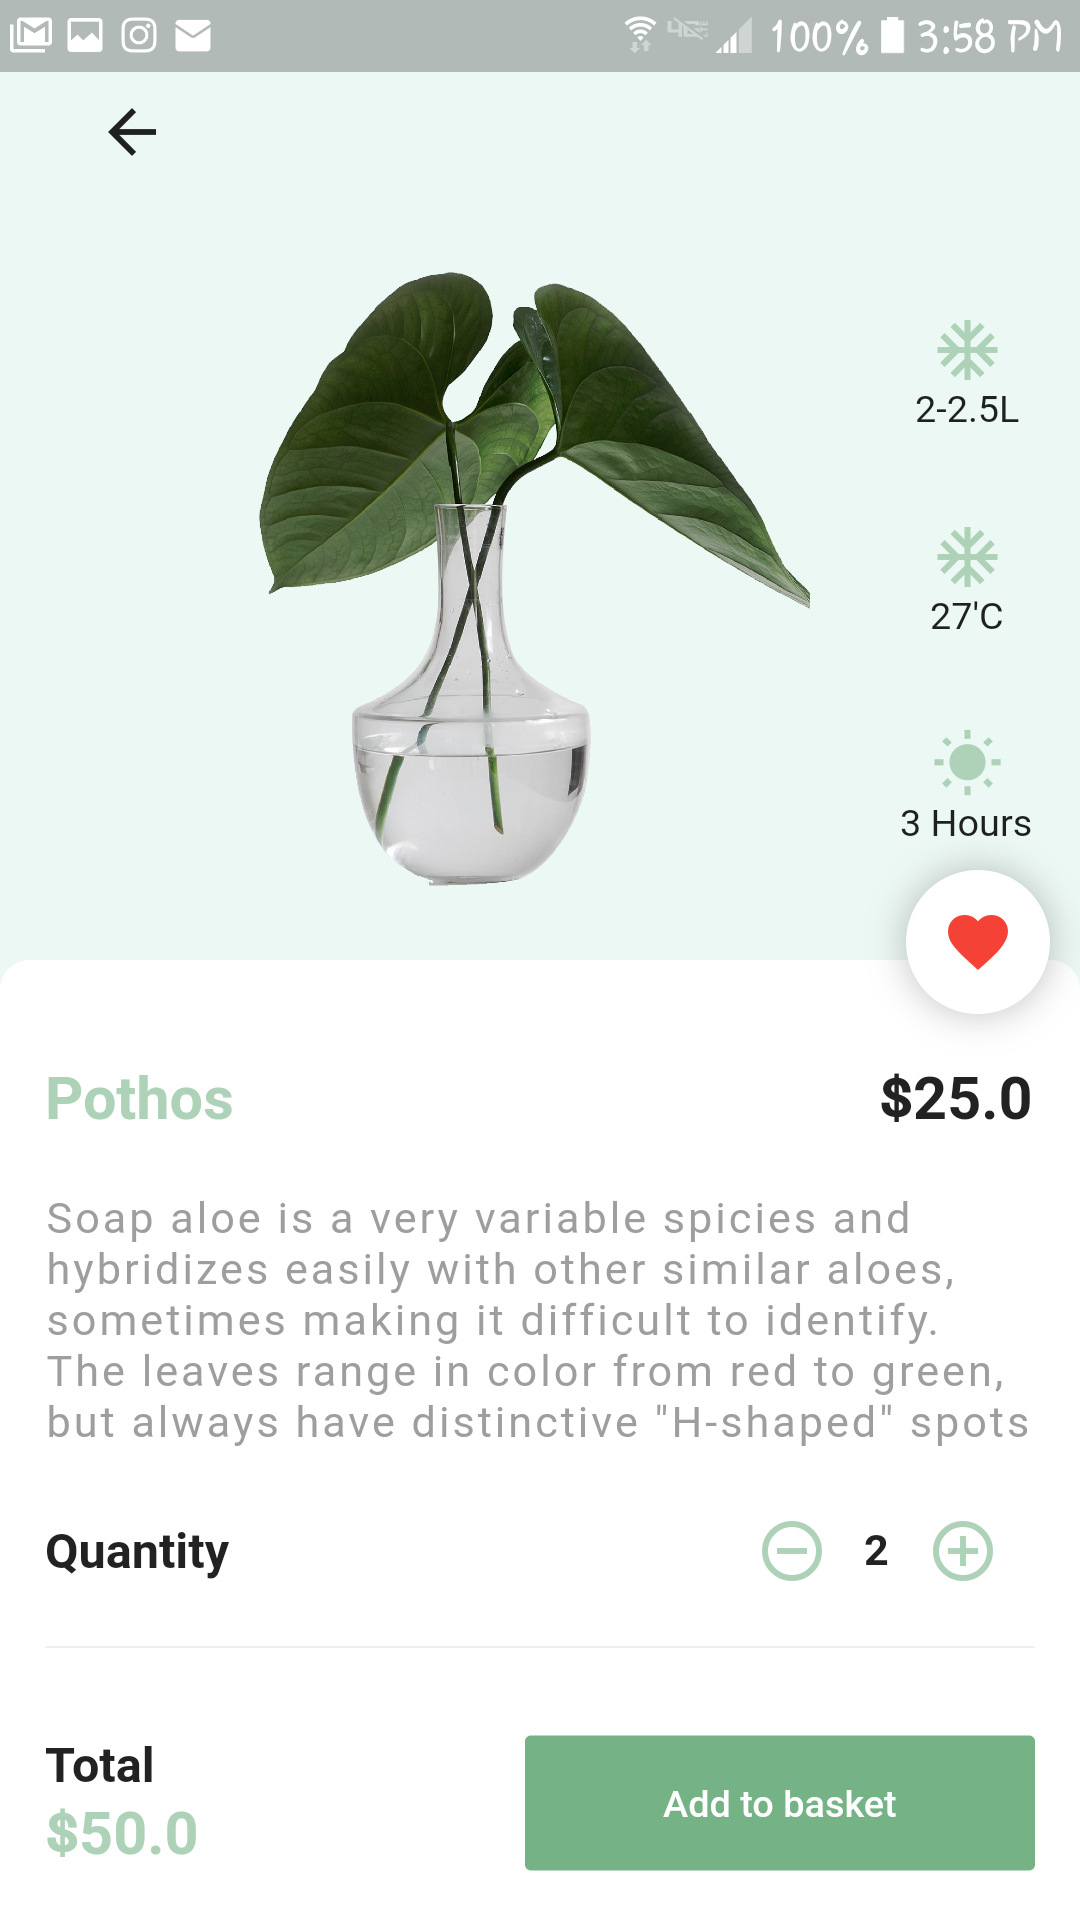 100% 3:58 PM
2-2.5L
27'C
3 Hours
Pothos
$25.0
Soap aloe is a very variable spicies and
hybridizes easily with other similar aloes,
sometimes making it difficult to identify.
The leaves range in color from red to green,
but always have distinctive "H-shaped" spots
Quantity
2
Total
$50.0
Add to basket